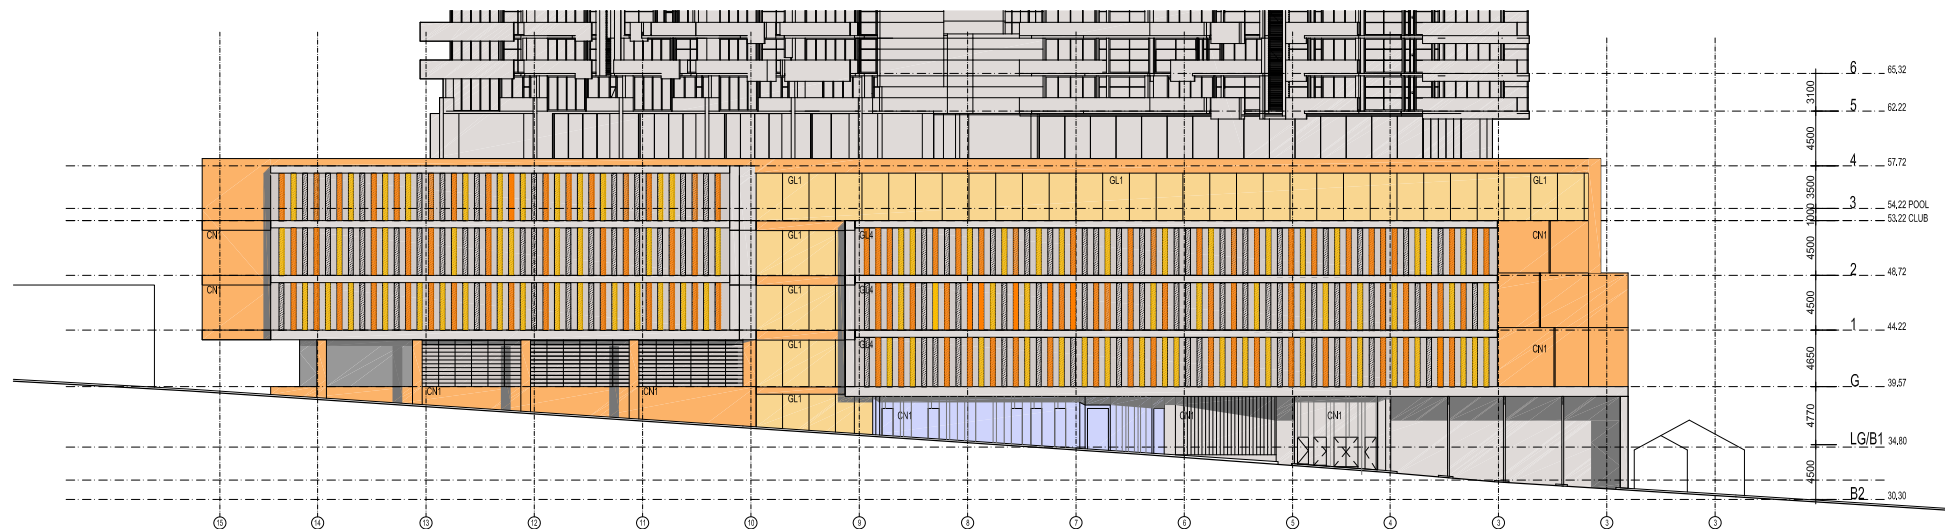 6 65,32
3100
5 62.22
4500
4 57,72
GL1 GL1 GL1
3500
3 54,22 POOL
1000
53,22 CLUB
CN1 GL1 GL4 CN1
4500
2 48,72
CN1 GL1 GL4
4500
1 44,22
GL1 GL4 CN1
4650
G 39,57
CN1 CN1 GL1
CN1 CN1 CN1
4770
LG/B1 34,80
4500
B2 30,30
15 14 13 12 11 10 9 8 7 6 5 4 3 3 3